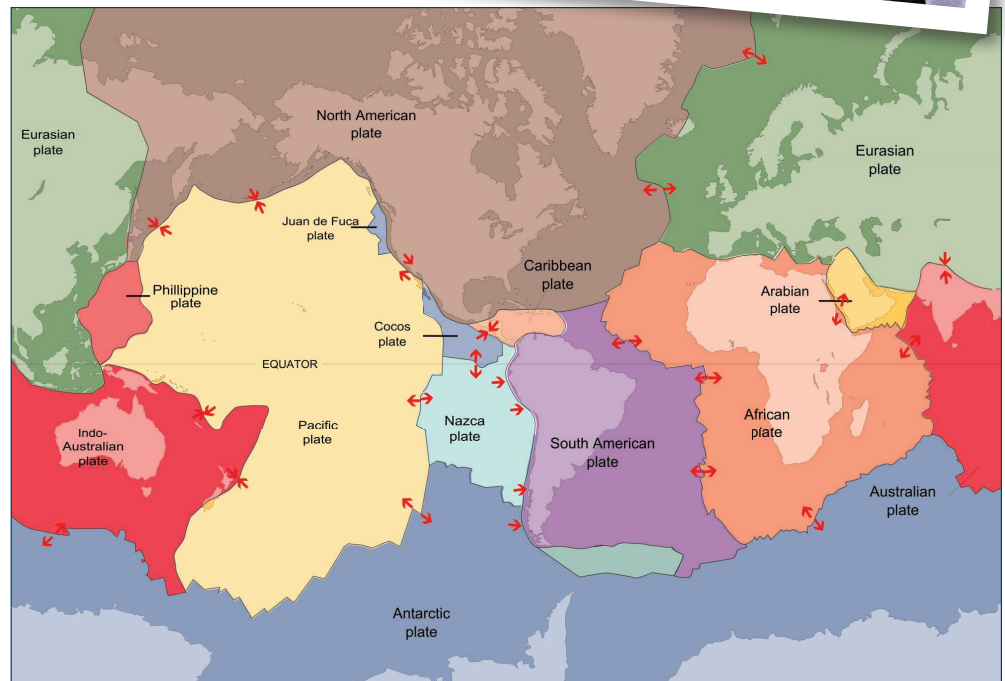 North American
plate
Eurasian
plate
Eurasian
plate
Juan de Fuca
plate
Caribbean
plate
Phillippine
plate
Arabian
plate
Cocos
plate
EQUATOR
Indo-
Australian
plate
Pacific
plate
Nazca
plate
South American
plate
African
plate
Australian
plate
Antarctic
plate